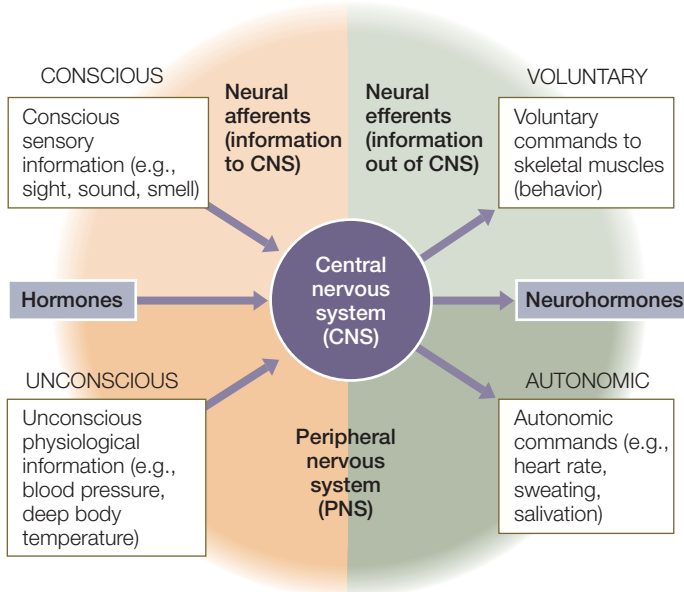 CONSCIOUS
Conscious
sensory
information (e.g.,
sight, sound, smell)
Neural
afferents
(information
to CNS)
Neural
efferents
(information
out of CNS)
VOLUNTARY
Voluntary
commands to
skeletal muscles
(behavior)
Hormones
Central
nervous
system
(CNS)
Neurohormones
UNCONSCIOUS
Unconscious
physiological
information (e.g.,
blood pressure,
deep body
temperature)
Peripheral
nervous
system
(PNS)
AUTONOMIC
Autonomic
commands (e.g.,
heart rate,
sweating,
salivation)